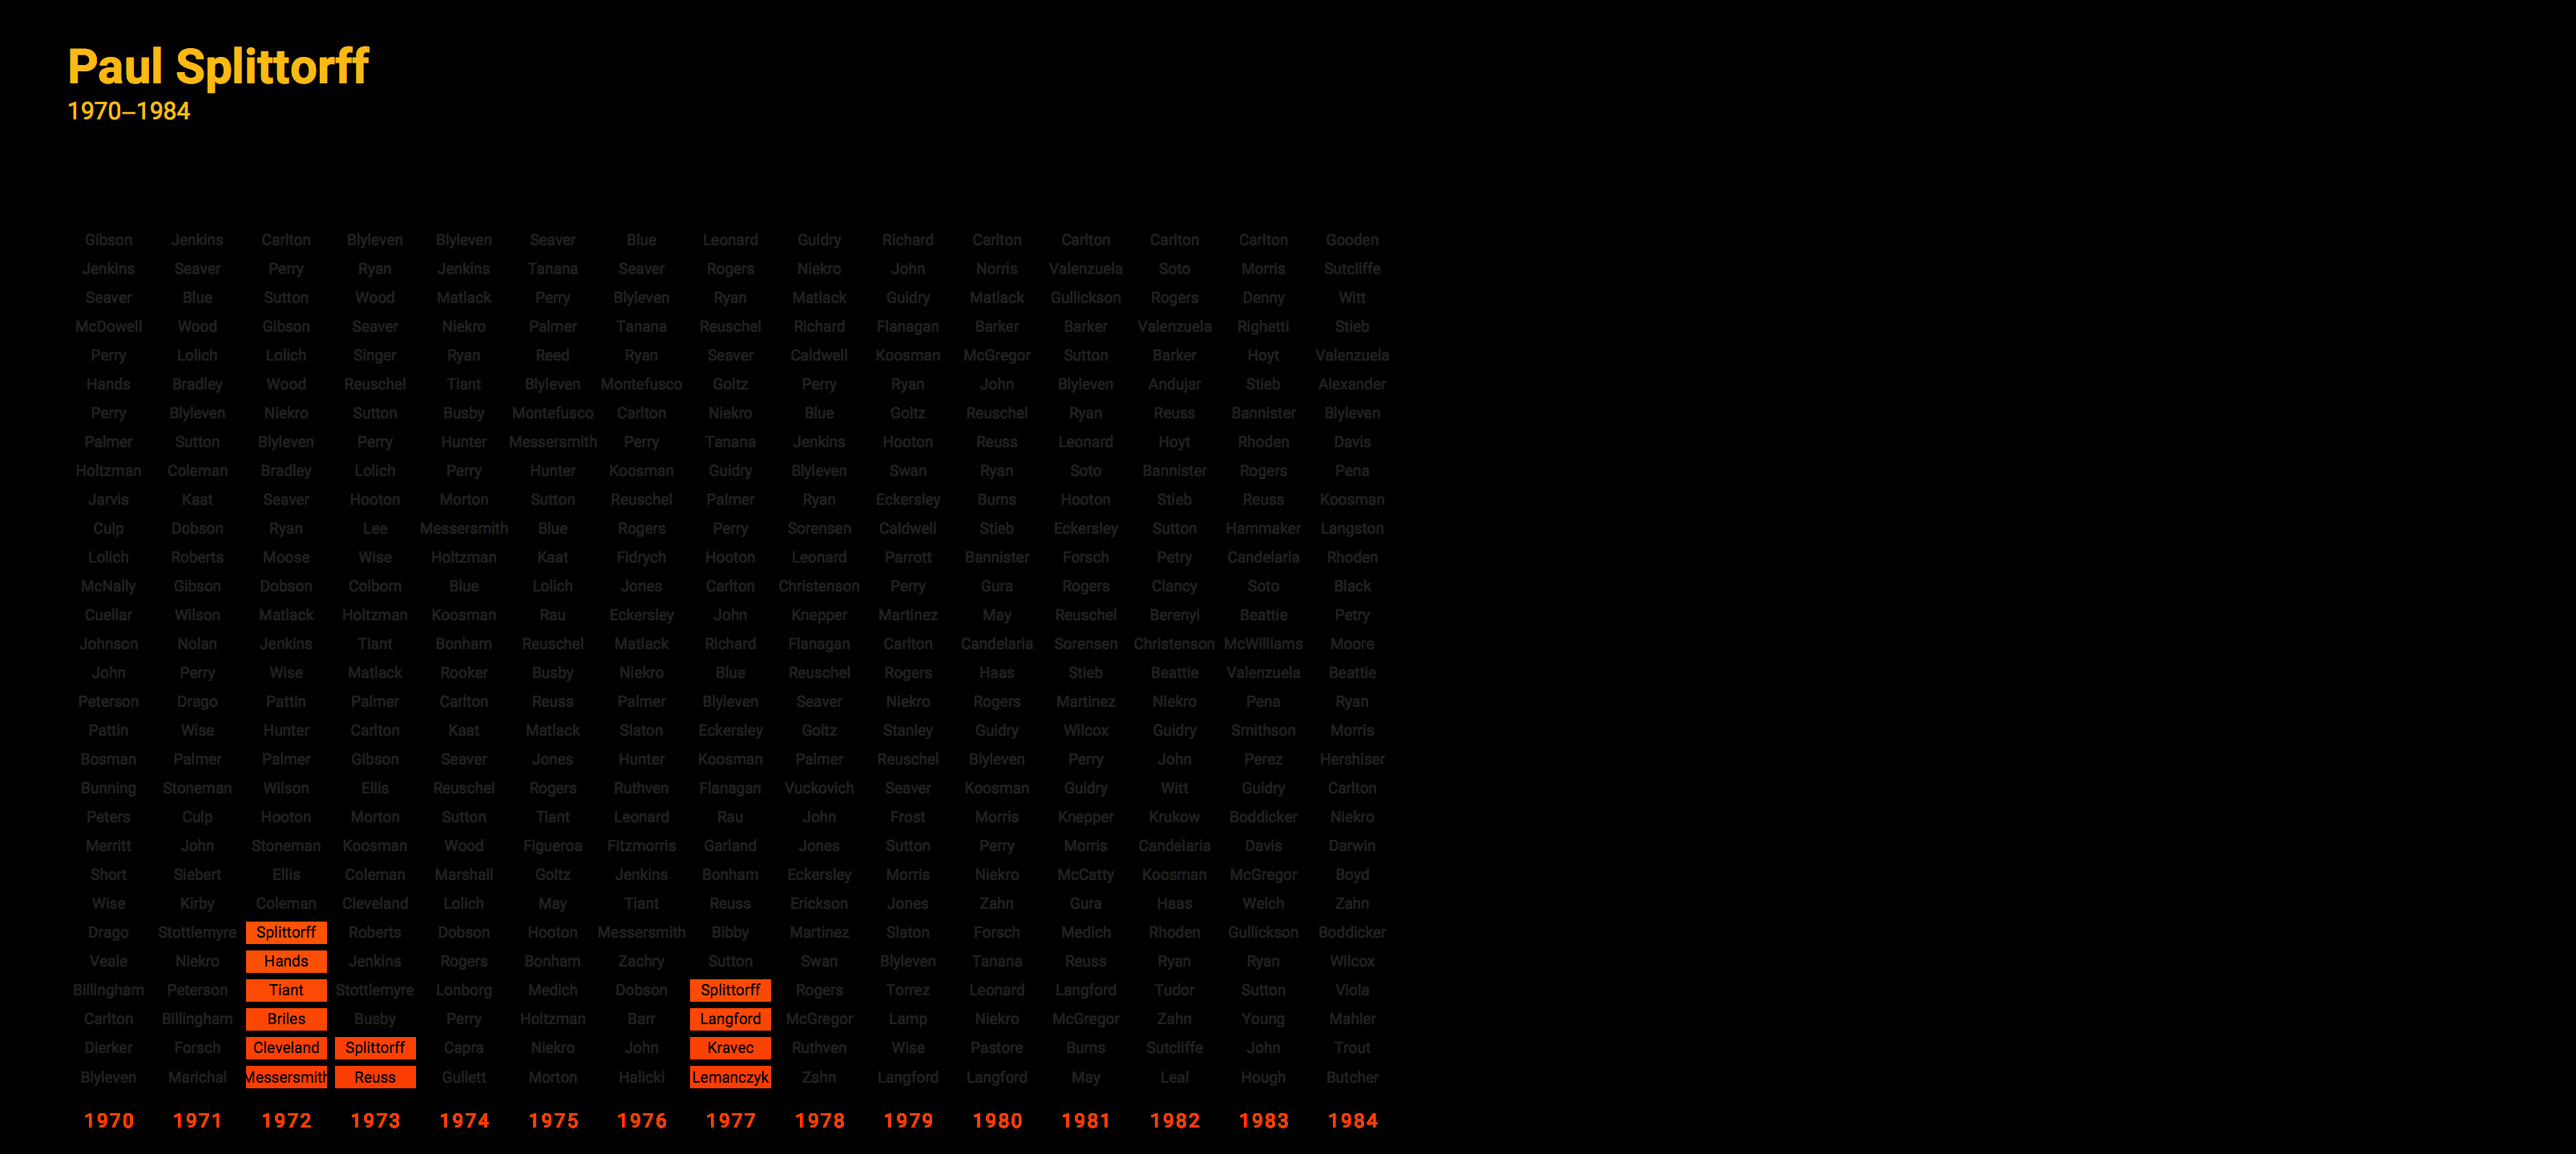 Paul Splittorff
1970–1984
Gibson Jenkins Carlton Blyleven Blyleven Seaver Blue Leonard Guidry Richard Carlton Carlton Carlton Carlton Gooden
Jenkins Seaver Perry Ryan Jenkins Tanana Seaver Rogers Niekro John Norris Valenzuela Soto Morris Sutcliffe
Seaver Blue Sutton Wood Matlack Perry Blyleven Ryan Matlack Guidry Matlack Gullickson Rogers Denny Witt
McDowell Wood Gibson Seaver Niekro Palmer Tanana Reuschel Richard Flanagan Barker Barker Valenzuela Righetti Stieb
Perry Lolich Lolich Singer Ryan Reed Ryan Seaver Caldwell Koosman McGregor Sutton Barker Hoyt Valenzuela
Hands Bradley Wood Reuschel Tiant Blyleven Montefusco Goltz Perry Ryan John Blyleven Andujar Stieb Alexander
Perry Blyleven Niekro Sutton Busby Montefusco Carlton Niekro Blue Goltz Reuschel Ryan Reuss Bannister Blyleven
Palmer Sutton Blyleven Perry Hunter Messersmith Perry Tanana Jenkins Hooton Reuss Leonard Hoyt Rhoden Davis
Holtzman Coleman Bradley Lolich Perry Hunter Koosman Guidry Blyleven Swan Ryan Soto Bannister Rogers Pena
Jarvis Kaat Seaver Hooton Morton Sutton Reuschel Palmer Ryan Eckersley Burns Hooton Stieb Reuss Koosman
Culp Dobson Ryan Lee Messersmith Blue Rogers Perry Sorensen Caldwell Stieb Eckersley Sutton Hammaker Langston
Lolich Roberts Moose Wise Holtzman Kaat Fidrych Hooton Leonard Parrott Bannister Forsch Petry Candelaria Rhoden
McNally Gibson Dobson Colborn Blue Lolich Jones Carlton Christenson Perry Gura Rogers Clancy Soto Black
Cuellar Wilson Matlack Holtzman Koosman Rau Eckersley John Knepper Martinez May Reuschel Berenyi Beattie Petry
Johnson Nolan Jenkins Tiant Bonham Reuschel Matlack Richard Flanagan Carlton Candelaria Sorensen Christenson McWilliams Moore
John Perry Wise Matlack Rooker Busby Niekro Blue Reuschel Rogers Haas Stieb Beattie Valenzuela Beattie
Peterson Drago Pattin Palmer Carlton Reuss Palmer Blyleven Seaver Niekro Rogers Martinez Niekro Pena Ryan
Pattin Wise Hunter Carlton Kaat Matlack Slaton Eckersley Goltz Stanley Guidry Wilcox Guidry Smithson Morris
Bosman Palmer Palmer Gibson Seaver Jones Hunter Koosman Palmer Reuschel Blyleven Perry John Perez Hershiser
Bunning Stoneman Wilson Ellis Reuschel Rogers Ruthven Flanagan Vuckovich Seaver Koosman Guidry Witt Guidry Carlton
Peters Culp Hooton Morton Sutton Tiant Leonard Rau John Frost Morris Knepper Krukow Boddicker Niekro
Merritt John Stoneman Koosman Wood Figueroa Fitzmorris Garland Jones Sutton Perry Morris Candelaria Davis Darwin
Short Siebert Ellis Coleman Marshall Goltz Jenkins Bonham Eckersley Morris Niekro McCatty Koosman McGregor Boyd
Wise Kirby Coleman Cleveland Lolich May Tiant Reuss Erickson Jones Zahn Gura Haas Welch Zahn
Drago Stottlemyre Splittorff Roberts Dobson Hooton Messersmith Bibby Martinez Slaton Forsch Medich Rhoden Gullickson Boddicker
Veale Niekro Hands Jenkins Rogers Bonham Zachry Sutton Swan Blyleven Tanana Reuss Ryan Ryan Wilcox
Billingham Peterson Tiant Stottlemyre Lonborg Medich Dobson Splittorff Rogers Torrez Leonard Langford Tudor Sutton Viola
Carlton Billingham Briles Busby Perry Holtzman Barr Langford McGregor Lamp Niekro McGregor Zahn Young Mahler
Dierker Forsch Cleveland Splittorff Capra Niekro John Kravec Ruthven Wise Pastore Burns Sutcliffe John Trout
Blyleven Marichal Messersmith Reuss Gullett Morton Halicki Lemanczyk Zahn Langford Langford May Leal Hough Butcher
1970 1971 1972 1973 1974 1975 1976 1977 1978 1979 1980 1981 1982 1983 1984